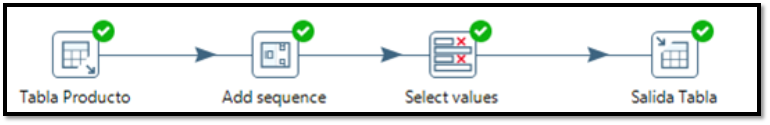 Tabla Producto Add sequence Select values Salida Tabla